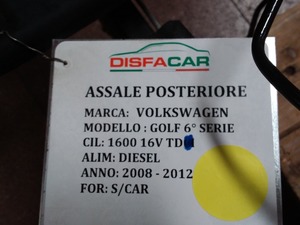 DISFACAR
ASSALE POSTERIORE
MARCA: VOLKSWAGEN
MODELLO : GOLF 6° SERIE
CIL: 1600 16V TD
ALIM: DIESEL
ANNO: 2008 - 2012
FOR: S/CAR